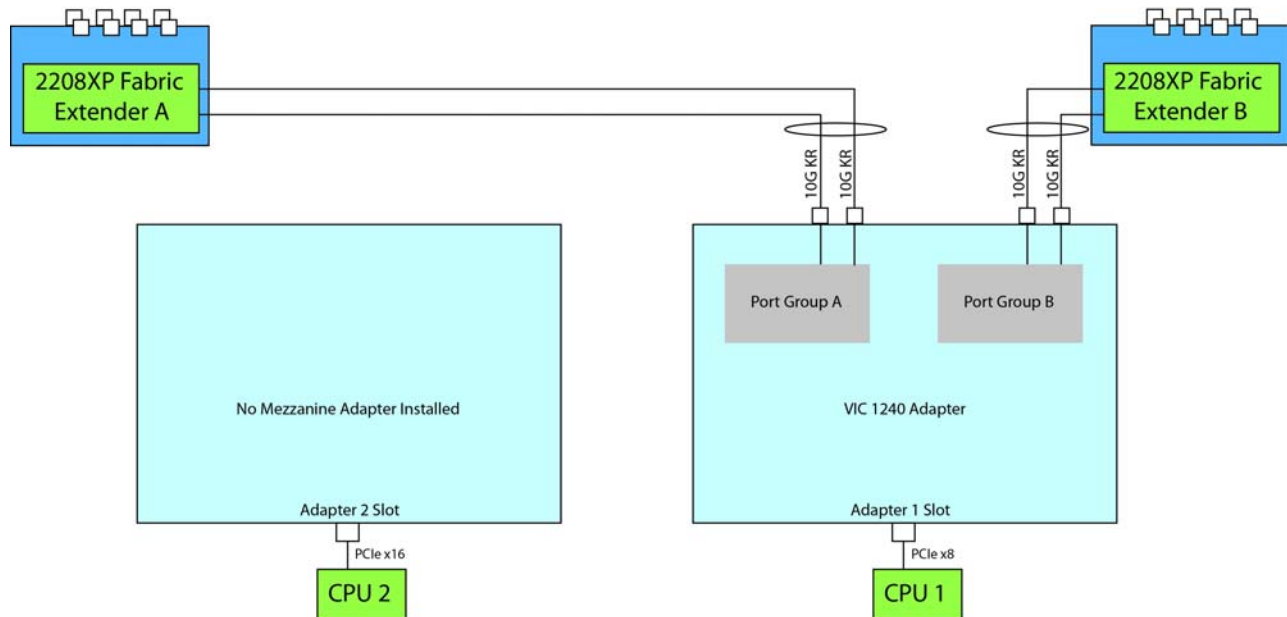 2208XP Fabric
Extender A
2208XP Fabric
Extender B
10G KR
10G KR
10G KR
10G KR
Port Group A
Port Group B
No Mezzanine Adapter Installed
VIC 1240 Adapter
Adapter 2 Slot
Adapter 1 Slot
PCIe x16
PCIe x8
CPU 2
CPU 1